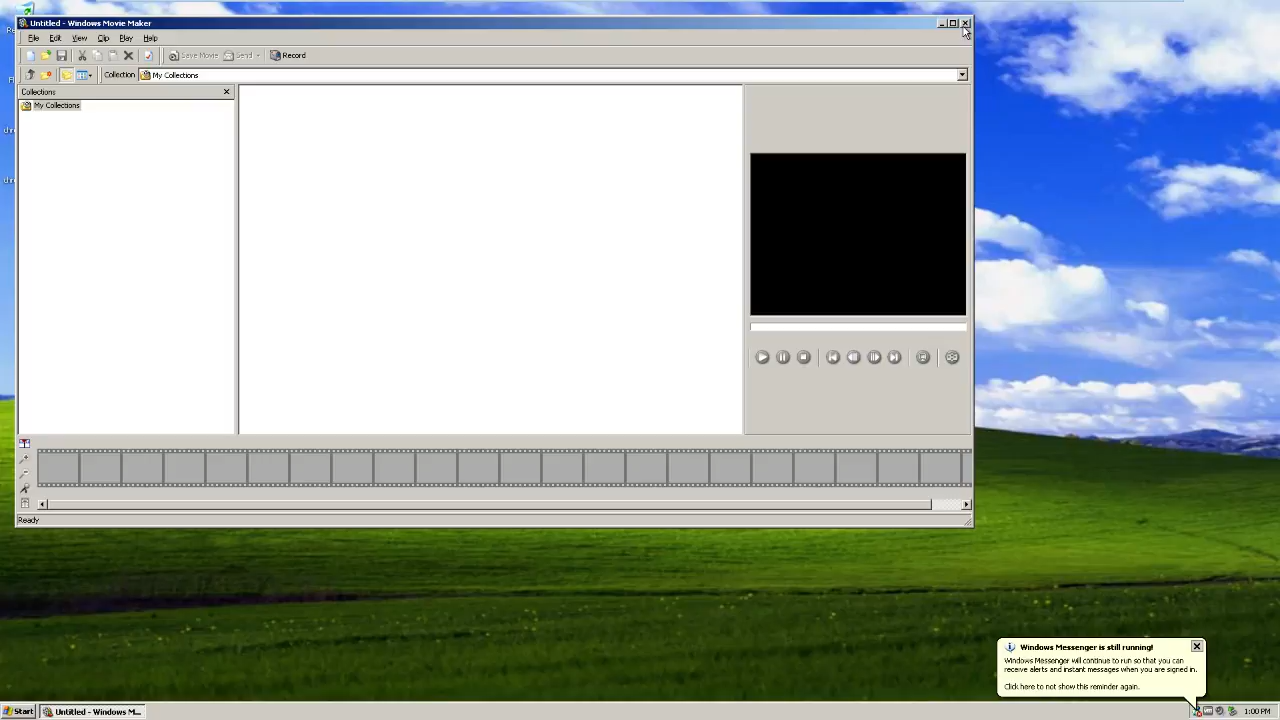 Untitled - Windows Movie Maker
File Edit View Clip Play Help
Save Movie Send Record
Collection My Collections
Collections
My Collections
Ready
Windows Messenger is still running!
Windows Messenger will continue to run so that you can
receive alerts and instant messages when you are signed in.
Click here to not show this reminder again.
Start Untitled - Windows M... 1:00 PM